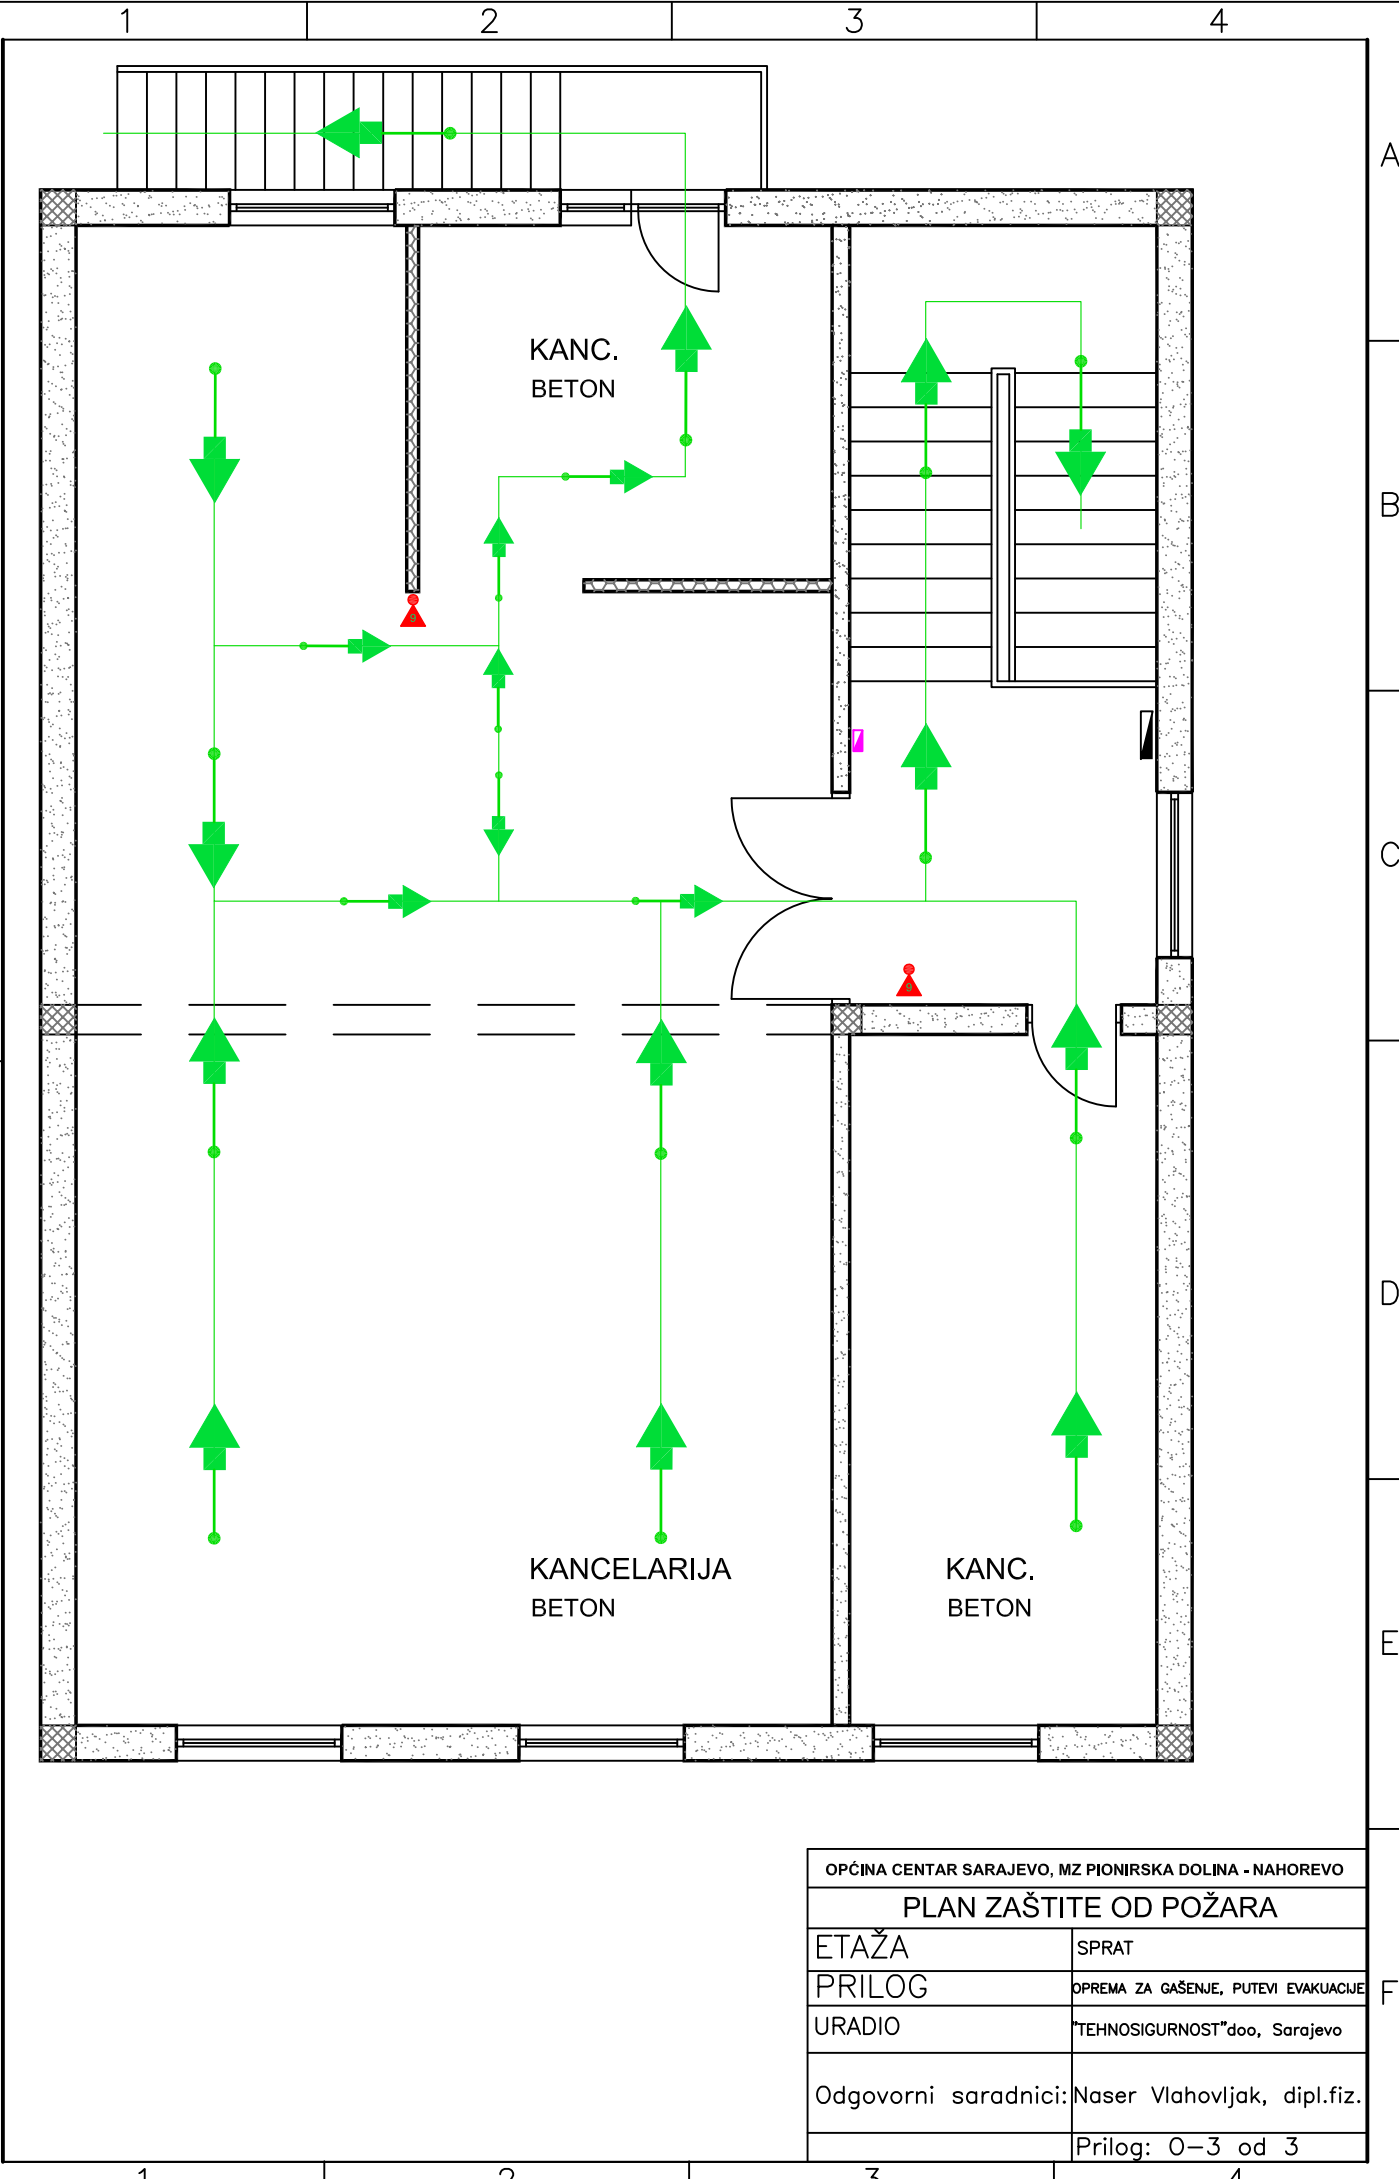 1 2 3 4
A
KANC.
BETON
B
9
C
9
D
KANCELARIJA
BETON
KANC.
BETON
E
OPĆINA CENTAR SARAJEVO, MZ PIONIRSKA DOLINA - NAHOREVO
PLAN ZAŠTITE OD POŽARA
ETAŽA SPRAT
PRILOG OPREMA ZA GAŠENJE, PUTEVI EVAKUACIJE
F
URADIO "TEHNOSIGURNOST"doo, Sarajevo
Odgovorni saradnici: Naser Vlahovljak, dipl.fiz.
Prilog: O-3 od 3
1 2 3 4